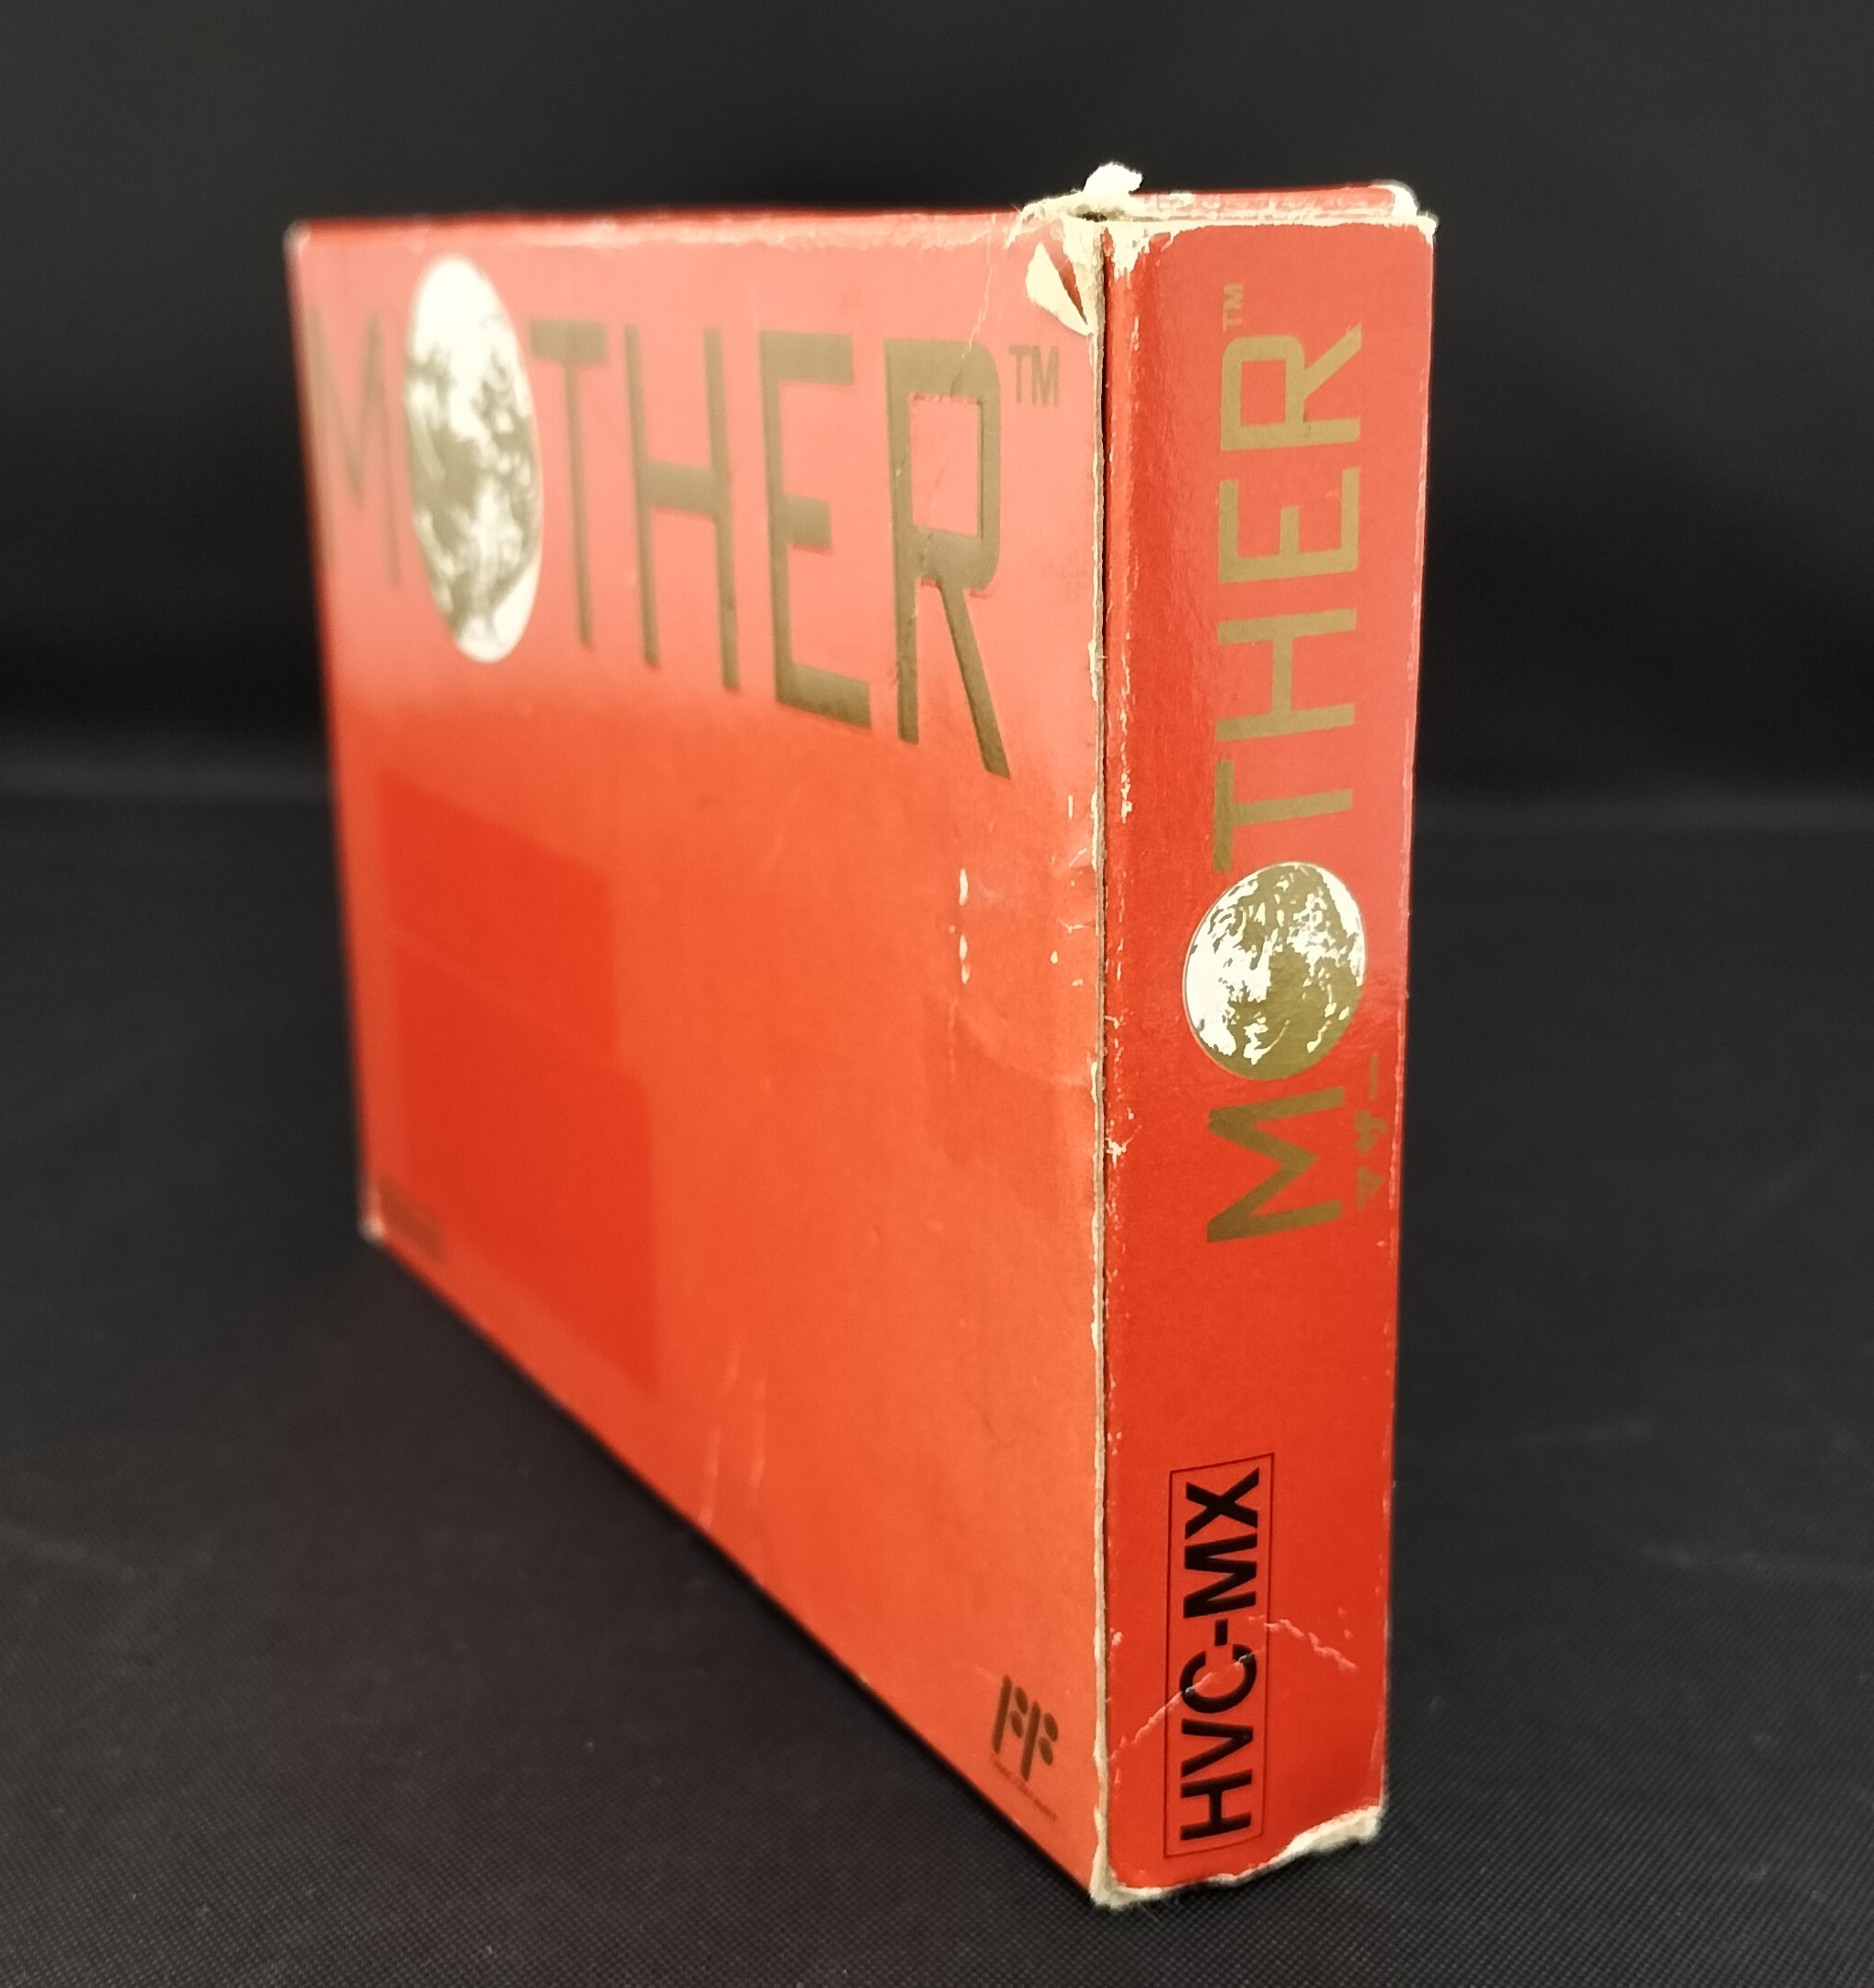 MOTHER™
MOTHER™
マザー
HVC-MX